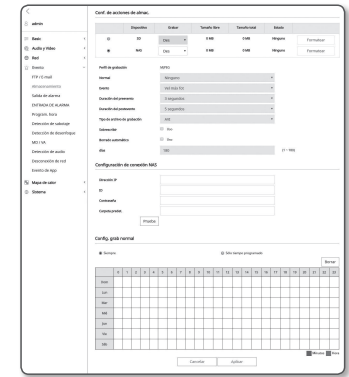 admin
Basic
Audio y Vídeo
Red
Evento
FTP / E-mail
Almacenamiento
Salida de alarma
ENTRADA DE ALARMA
Program. hora
Detección de sabotaje
Detección de desenfoque
MD / VA
Detección de audio
Desconexión de red
Evento de App
Mapa de calor
Sistema
Conf. de acciones de almac.
Dispositivo Grabar Tamaño libre Tamaño total Estado
SD Des 0 MB 0 MB Ninguno Formatear
NAS Des 0 MB 0 MB Ninguno Formatear
Perfil de grabación MJPEG
Normal Ninguno
Evento
Duración del preevento 5 segundos
Duración del postevento 5 segundos
Tipo de archivo de grabación AVI
Sobrescribir Uso
Borrado automático Uso
días 180 (1 ~ 180)
Configuración de conexión NAS
Dirección IP
ID
Contraseña
Carpeta predet.
Prueba
Config. grab normal
Siempre Sólo tiempo programado
Borrar
0 1 2 3 4 5 6 7 8 9 10 11 12 13 14 15 16 17 18 19 20 21 22 23
Dom
Lun
Mar
Mié
Jue
Vie
Sáb
Minutos Hora
Cancelar Aplicar